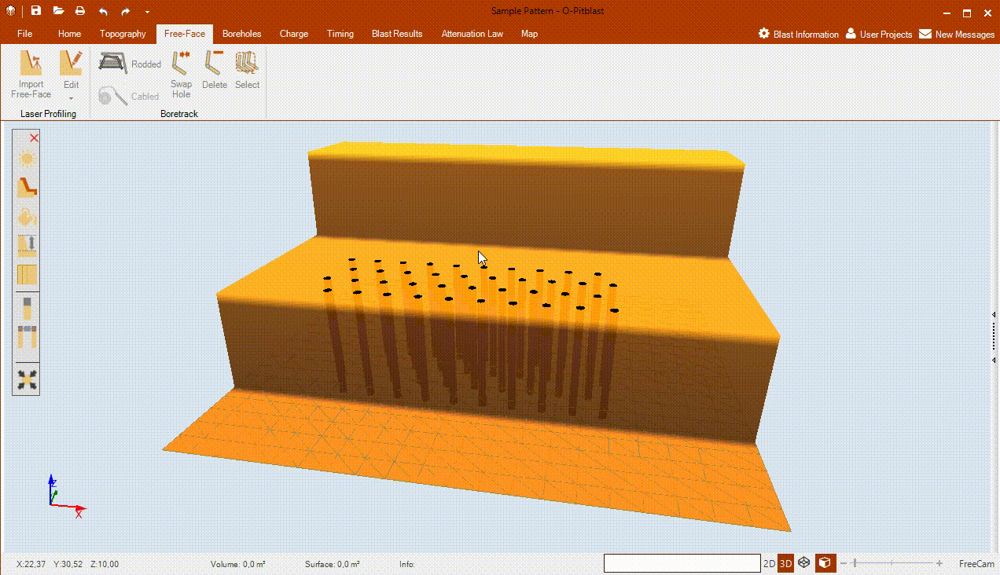 Sample Pattern - O-Pitblast
File Home Topography Free-Face Boreholes Charge Timing Blast Results Attenuation Law Map Blast Information User Projects New Messages
Import Free-Face
Edit
Rodded
Cabled
Swap Hole
Delete
Select
Laser Profiling
Boretrack
Z
X
X:22,37 Y:30,52 Z:10,00 Volume: 0,0 m³ Surface: 0,0 m² Info: 2D 3D FreeCam